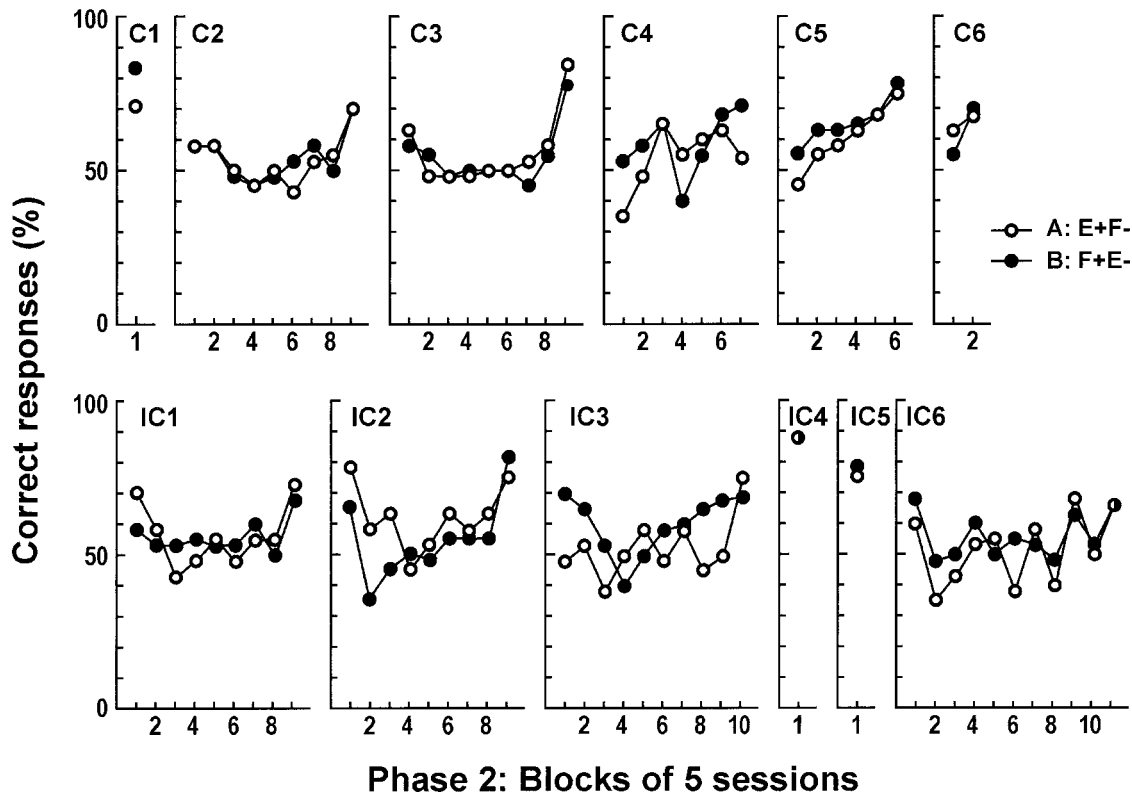 Correct responses (%)
100
50
0
C1
1
C2
2 4 6 8
C3
2 4 6 8
C4
2 4 6
C5
2 4 6
C6
2
A: E+F-
B: F+E-
Correct responses (%)
100
50
0
IC1
2 4 6 8
IC2
2 4 6 8
IC3
2 4 6 8 10
IC4
1
IC5
1
IC6
2 4 6 8 10
Phase 2: Blocks of 5 sessions